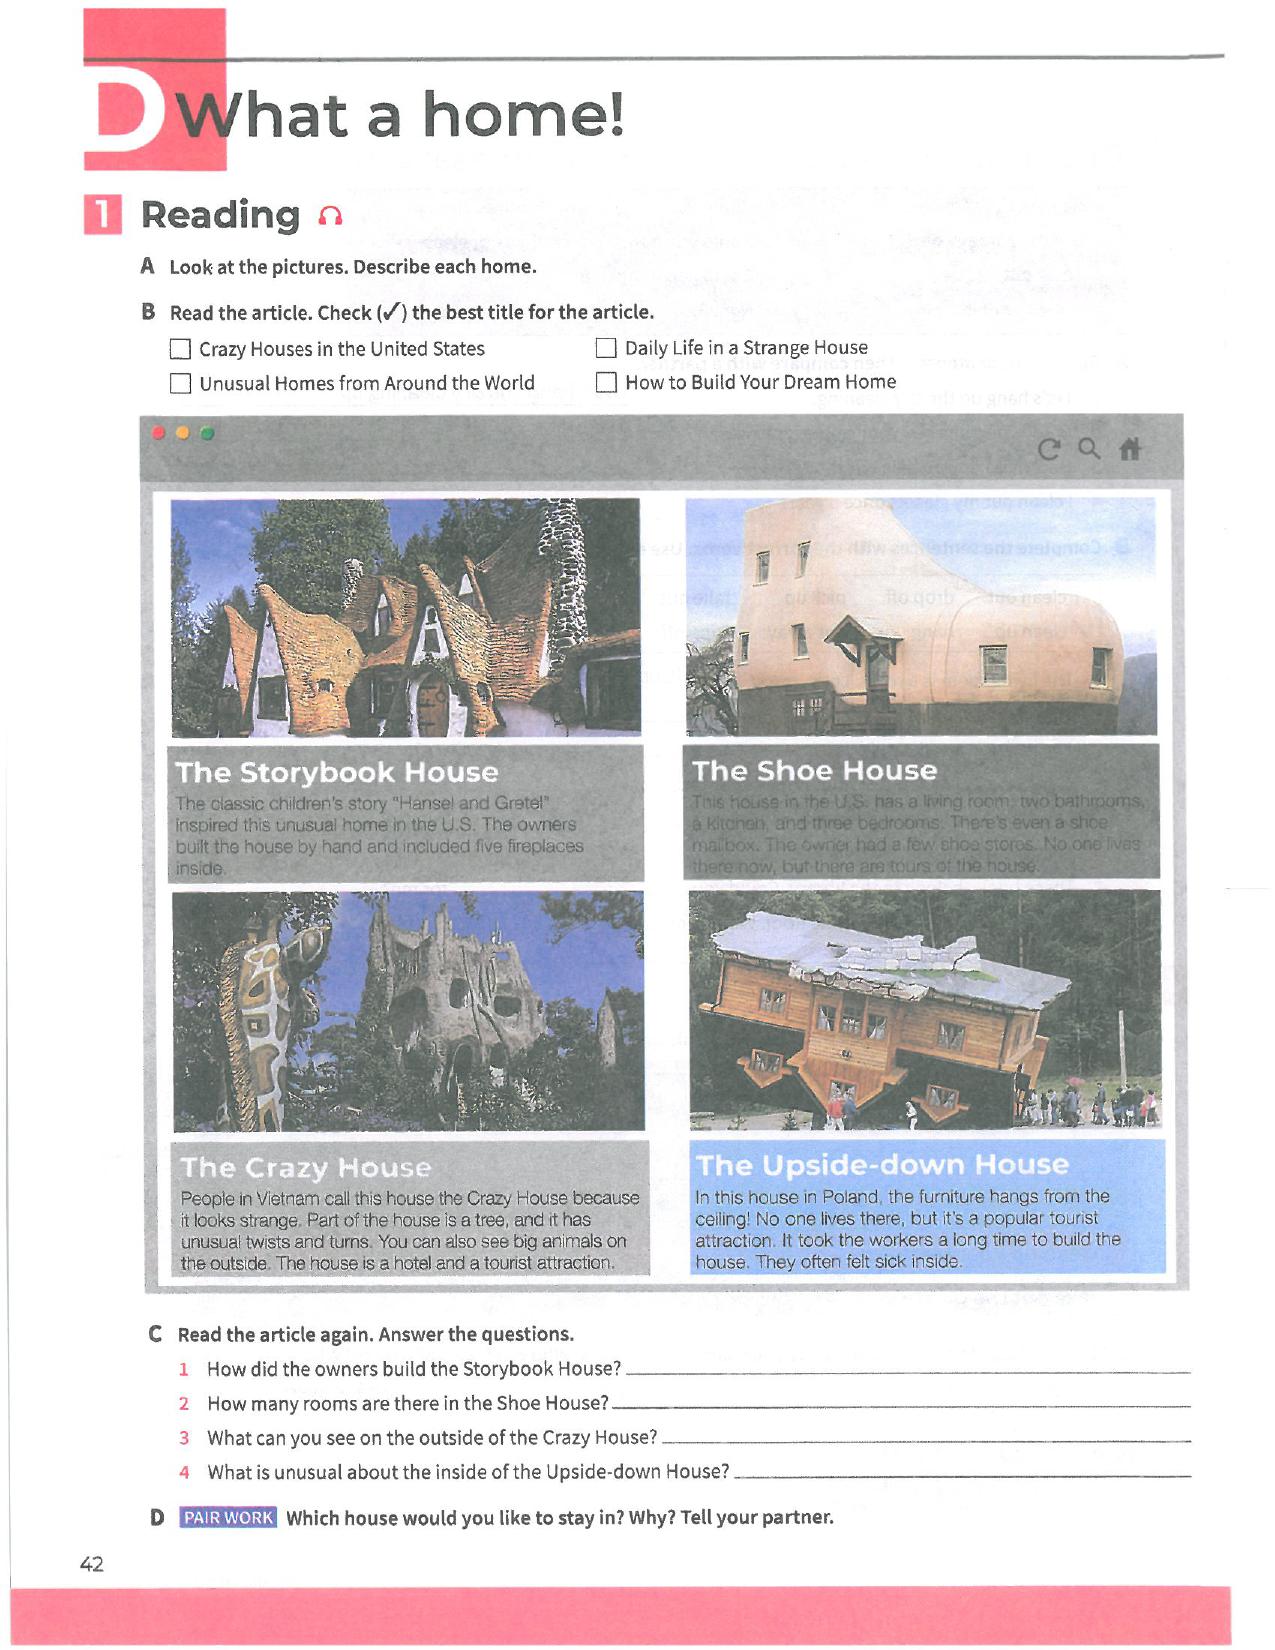 D What a home!
1 Reading
A Look at the pictures. Describe each home.
B Read the article. Check (✓) the best title for the article.
Crazy Houses in the United States
Daily Life in a Strange House
Unusual Homes from Around the World
How to Build Your Dream Home
The Storybook House
The classic children's story "Hansel and Gretel"
inspired this unusual home in the U.S. The owners
built the house by hand and included five fireplaces
inside.
The Shoe House
This house in the U.S. has a living room, two bathrooms,
a kitchen, and three bedrooms. There's even a shoe
mailbox. The owner had a few shoe stores. No one lives
there now, but there are tours of the house.
The Crazy House
People in Vietnam call this house the Crazy House because
it looks strange. Part of the house is a tree, and it has
unusual twists and turns. You can also see big animals on
the outside. The house is a hotel and a tourist attraction.
The Upside-down House
In this house in Poland, the furniture hangs from the
ceiling! No one lives there, but it's a popular tourist
attraction. It took the workers a long time to build the
house. They often felt sick inside.
C Read the article again. Answer the questions.
1 How did the owners build the Storybook House?
2 How many rooms are there in the Shoe House?
3 What can you see on the outside of the Crazy House?
4 What is unusual about the inside of the Upside-down House?
D PAIR WORK Which house would you like to stay in? Why? Tell your partner.
42